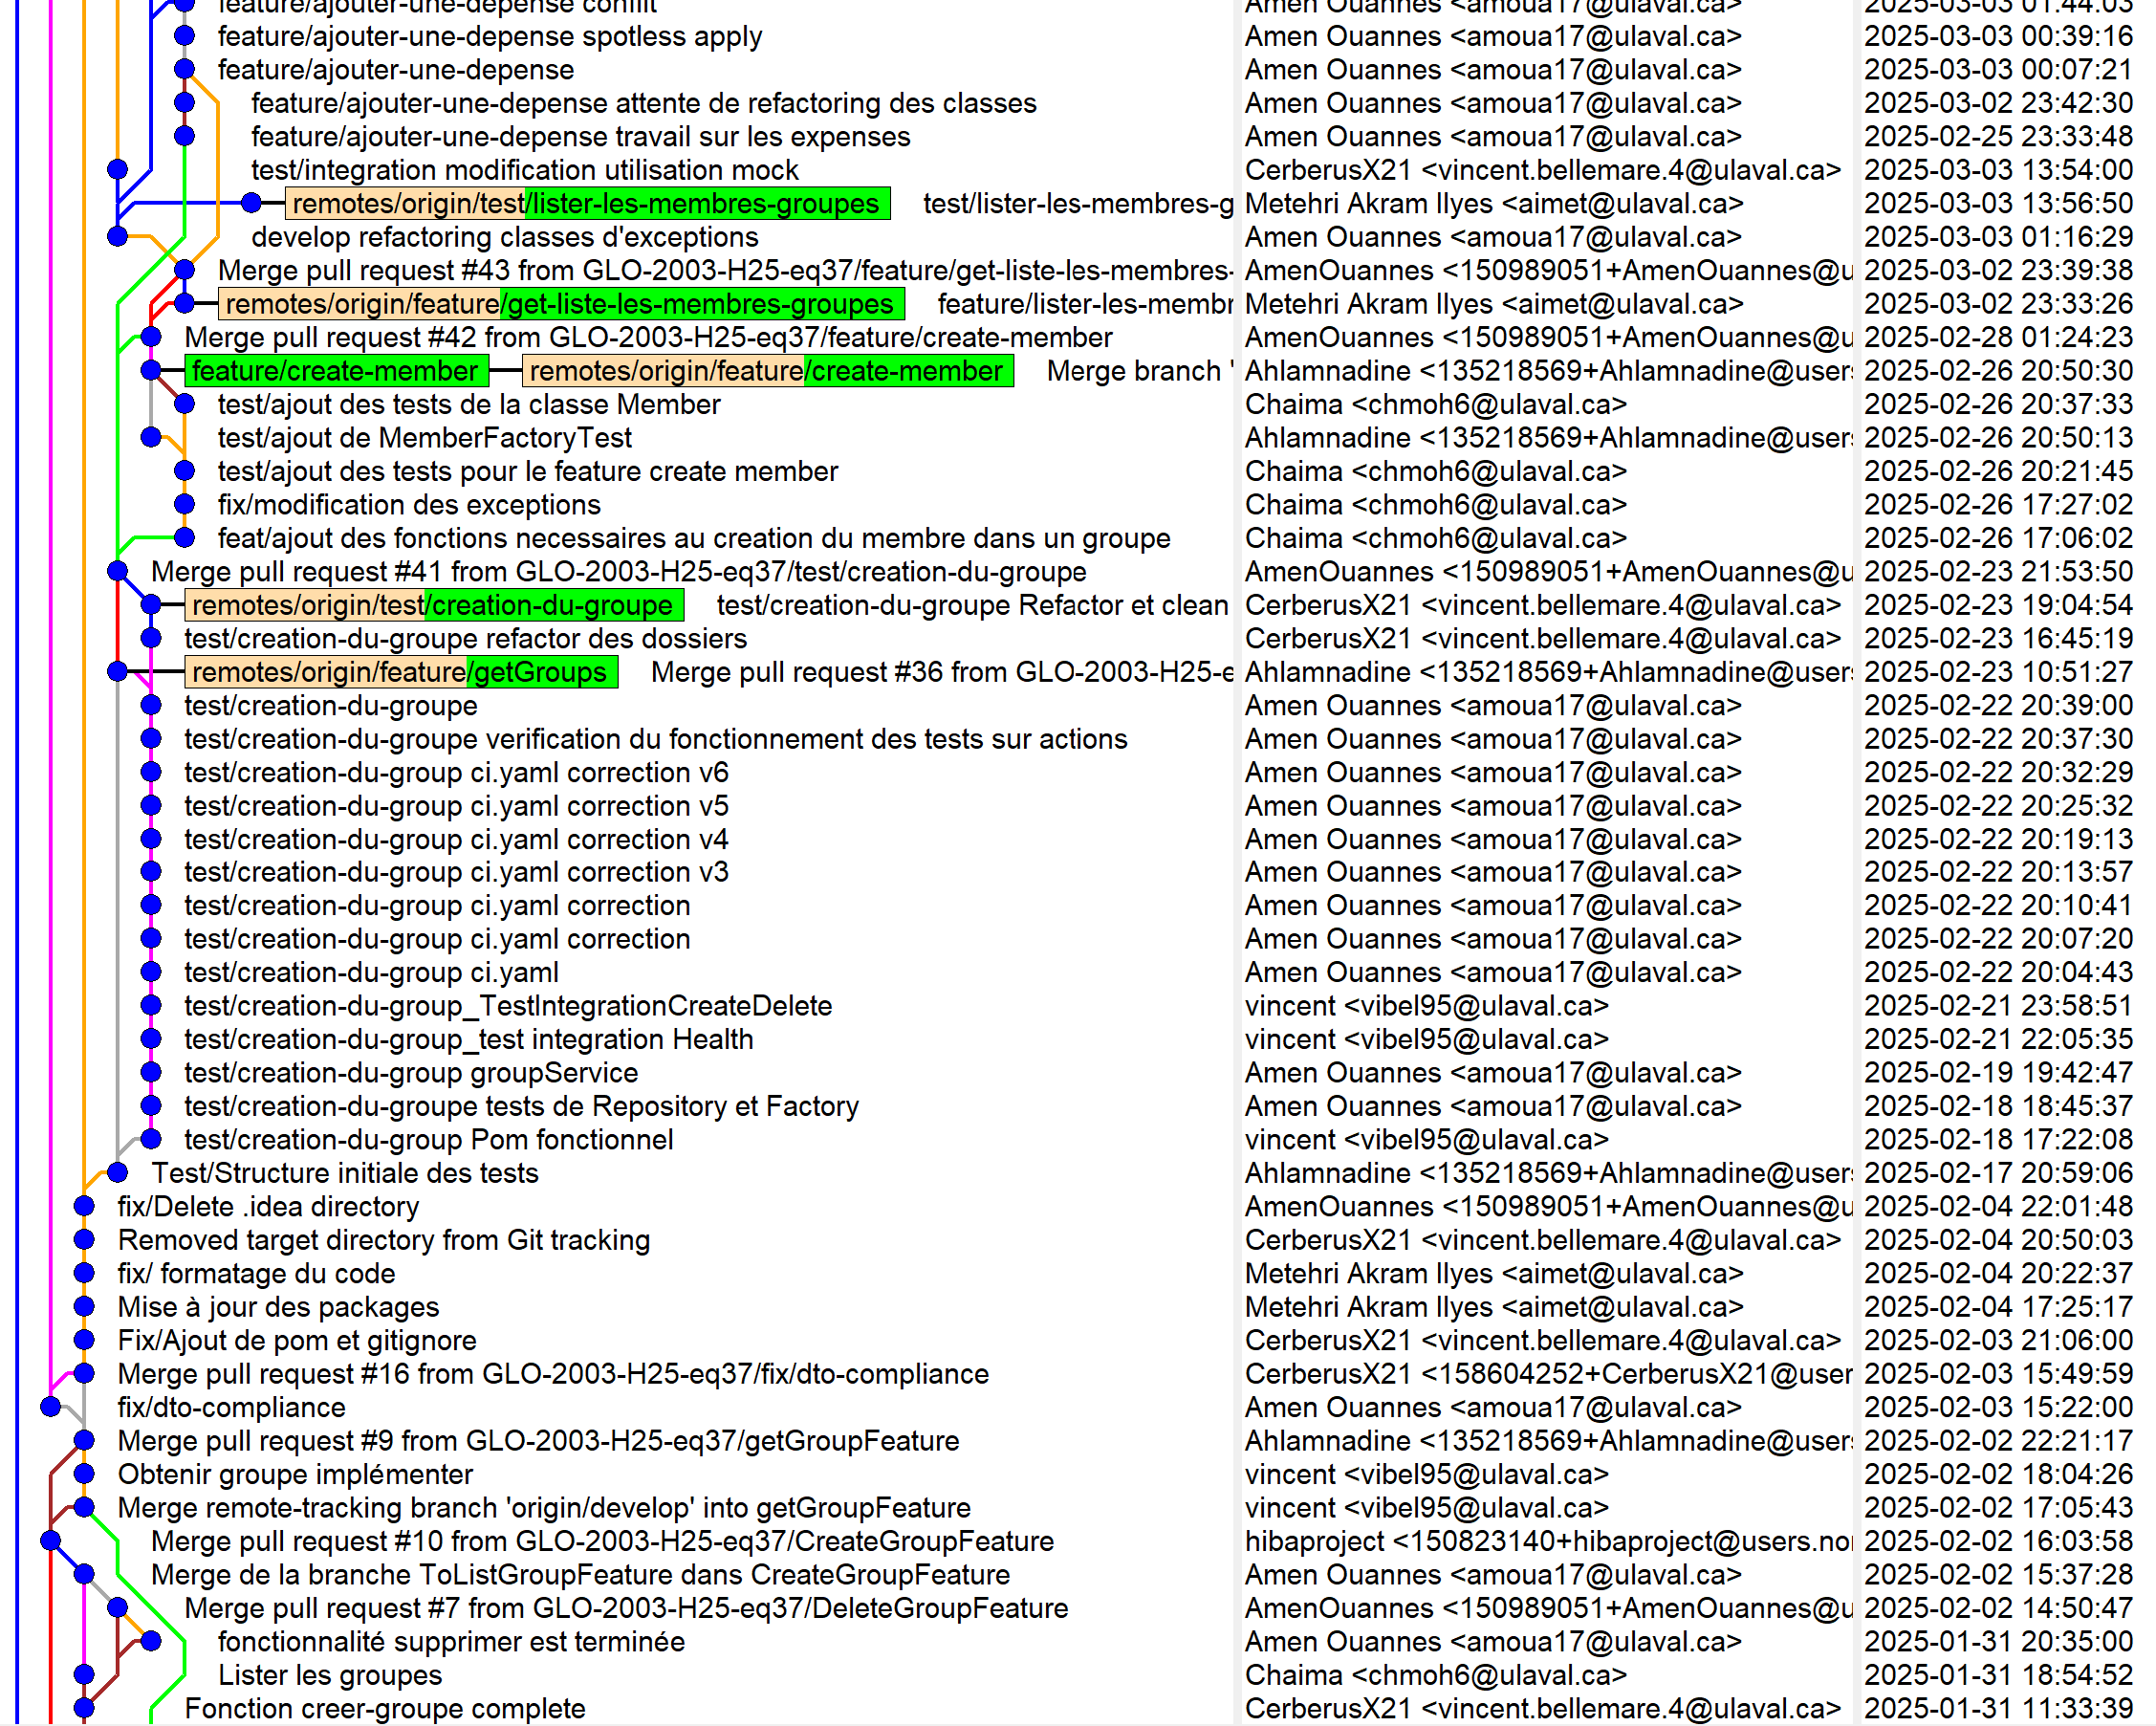 feature/ajouter-une-depense conflit Amen Ouannes <amoua17@ulaval.ca> 2025-03-03 01:44:03
feature/ajouter-une-depense spotless apply Amen Ouannes <amoua17@ulaval.ca> 2025-03-03 00:39:16
feature/ajouter-une-depense Amen Ouannes <amoua17@ulaval.ca> 2025-03-03 00:07:21
feature/ajouter-une-depense attente de refactoring des classes Amen Ouannes <amoua17@ulaval.ca> 2025-03-02 23:42:30
feature/ajouter-une-depense travail sur les expenses Amen Ouannes <amoua17@ulaval.ca> 2025-02-25 23:33:48
test/integration modification utilisation mock CerberusX21 <vincent.bellemare.4@ulaval.ca> 2025-03-03 13:54:00
remotes/origin/test/lister-les-membres-groupes test/lister-les-membres-g Metehri Akram Ilyes <aimet@ulaval.ca> 2025-03-03 13:56:50
develop refactoring classes d'exceptions Amen Ouannes <amoua17@ulaval.ca> 2025-03-03 01:16:29
Merge pull request #43 from GLO-2003-H25-eq37/feature/get-liste-les-membres- AmenOuannes <150989051+AmenOuannes@u 2025-03-02 23:39:38
remotes/origin/feature/get-liste-les-membres-groupes feature/lister-les-membr Metehri Akram Ilyes <aimet@ulaval.ca> 2025-03-02 23:33:26
Merge pull request #42 from GLO-2003-H25-eq37/feature/create-member AmenOuannes <150989051+AmenOuannes@u 2025-02-28 01:24:23
feature/create-member remotes/origin/feature/create-member Merge branch ' Ahlamnadine <135218569+Ahlamnadine@users 2025-02-26 20:50:30
test/ajout des tests de la classe Member Chaima <chmoh6@ulaval.ca> 2025-02-26 20:37:33
test/ajout de MemberFactoryTest Ahlamnadine <135218569+Ahlamnadine@users 2025-02-26 20:50:13
test/ajout des tests pour le feature create member Chaima <chmoh6@ulaval.ca> 2025-02-26 20:21:45
fix/modification des exceptions Chaima <chmoh6@ulaval.ca> 2025-02-26 17:27:02
feat/ajout des fonctions necessaires au creation du membre dans un groupe Chaima <chmoh6@ulaval.ca> 2025-02-26 17:06:02
Merge pull request #41 from GLO-2003-H25-eq37/test/creation-du-groupe AmenOuannes <150989051+AmenOuannes@u 2025-02-23 21:53:50
remotes/origin/test/creation-du-groupe test/creation-du-groupe Refactor et clean CerberusX21 <vincent.bellemare.4@ulaval.ca> 2025-02-23 19:04:54
test/creation-du-groupe refactor des dossiers CerberusX21 <vincent.bellemare.4@ulaval.ca> 2025-02-23 16:45:19
remotes/origin/feature/getGroups Merge pull request #36 from GLO-2003-H25-e Ahlamnadine <135218569+Ahlamnadine@users 2025-02-23 10:51:27
test/creation-du-groupe Amen Ouannes <amoua17@ulaval.ca> 2025-02-22 20:39:00
test/creation-du-groupe verification du fonctionnement des tests sur actions Amen Ouannes <amoua17@ulaval.ca> 2025-02-22 20:37:30
test/creation-du-group ci.yaml correction v6 Amen Ouannes <amoua17@ulaval.ca> 2025-02-22 20:32:29
test/creation-du-group ci.yaml correction v5 Amen Ouannes <amoua17@ulaval.ca> 2025-02-22 20:25:32
test/creation-du-group ci.yaml correction v4 Amen Ouannes <amoua17@ulaval.ca> 2025-02-22 20:19:13
test/creation-du-group ci.yaml correction v3 Amen Ouannes <amoua17@ulaval.ca> 2025-02-22 20:13:57
test/creation-du-group ci.yaml correction Amen Ouannes <amoua17@ulaval.ca> 2025-02-22 20:10:41
test/creation-du-group ci.yaml correction Amen Ouannes <amoua17@ulaval.ca> 2025-02-22 20:07:20
test/creation-du-group ci.yaml Amen Ouannes <amoua17@ulaval.ca> 2025-02-22 20:04:43
test/creation-du-group_TestIntegrationCreateDelete vincent <vibel95@ulaval.ca> 2025-02-21 23:58:51
test/creation-du-group_test integration Health vincent <vibel95@ulaval.ca> 2025-02-21 22:05:35
test/creation-du-group groupService Amen Ouannes <amoua17@ulaval.ca> 2025-02-19 19:42:47
test/creation-du-groupe tests de Repository et Factory Amen Ouannes <amoua17@ulaval.ca> 2025-02-18 18:45:37
test/creation-du-group Pom fonctionnel vincent <vibel95@ulaval.ca> 2025-02-18 17:22:08
Test/Structure initiale des tests Ahlamnadine <135218569+Ahlamnadine@users 2025-02-17 20:59:06
fix/Delete .idea directory AmenOuannes <150989051+AmenOuannes@u 2025-02-04 22:01:48
Removed target directory from Git tracking CerberusX21 <vincent.bellemare.4@ulaval.ca> 2025-02-04 20:50:03
fix/ formatage du code Metehri Akram Ilyes <aimet@ulaval.ca> 2025-02-04 20:22:37
Mise à jour des packages Metehri Akram Ilyes <aimet@ulaval.ca> 2025-02-04 17:25:17
Fix/Ajout de pom et gitignore CerberusX21 <vincent.bellemare.4@ulaval.ca> 2025-02-03 21:06:00
Merge pull request #16 from GLO-2003-H25-eq37/fix/dto-compliance CerberusX21 <158604252+CerberusX21@user 2025-02-03 15:49:59
fix/dto-compliance Amen Ouannes <amoua17@ulaval.ca> 2025-02-03 15:22:00
Merge pull request #9 from GLO-2003-H25-eq37/getGroupFeature Ahlamnadine <135218569+Ahlamnadine@users 2025-02-02 22:21:17
Obtenir groupe implémenter vincent <vibel95@ulaval.ca> 2025-02-02 18:04:26
Merge remote-tracking branch 'origin/develop' into getGroupFeature vincent <vibel95@ulaval.ca> 2025-02-02 17:05:43
Merge pull request #10 from GLO-2003-H25-eq37/CreateGroupFeature hibaproject <150823140+hibaproject@users.no 2025-02-02 16:03:58
Merge de la branche ToListGroupFeature dans CreateGroupFeature Amen Ouannes <amoua17@ulaval.ca> 2025-02-02 15:37:28
Merge pull request #7 from GLO-2003-H25-eq37/DeleteGroupFeature AmenOuannes <150989051+AmenOuannes@u 2025-02-02 14:50:47
fonctionnalité supprimer est terminée Amen Ouannes <amoua17@ulaval.ca> 2025-01-31 20:35:00
Lister les groupes Chaima <chmoh6@ulaval.ca> 2025-01-31 18:54:52
Fonction creer-groupe complete CerberusX21 <vincent.bellemare.4@ulaval.ca> 2025-01-31 11:33:39